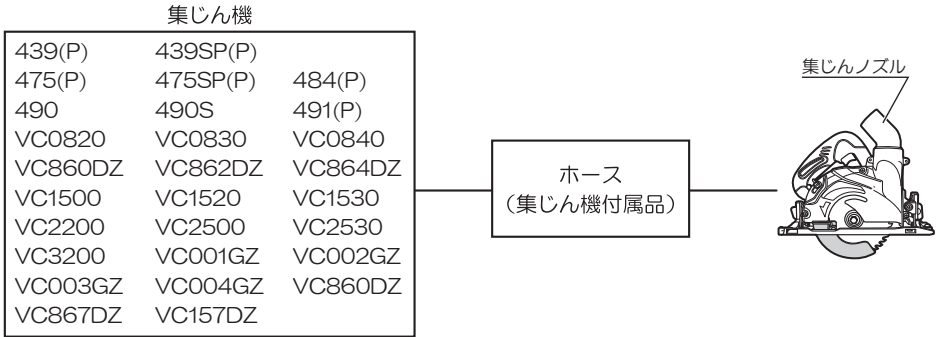 集じん機
439(P) 439SP(P)
475(P) 475SP(P) 484(P)
490 490S 491(P)
VC0820 VC0830 VC0840
VC860DZ VC862DZ VC864DZ
VC1500 VC1520 VC1530
VC2200 VC2500 VC2530
VC3200 VC001GZ VC002GZ
VC003GZ VC004GZ VC860DZ
VC867DZ VC157DZ
ホース
（集じん機付属品）
集じんノズル